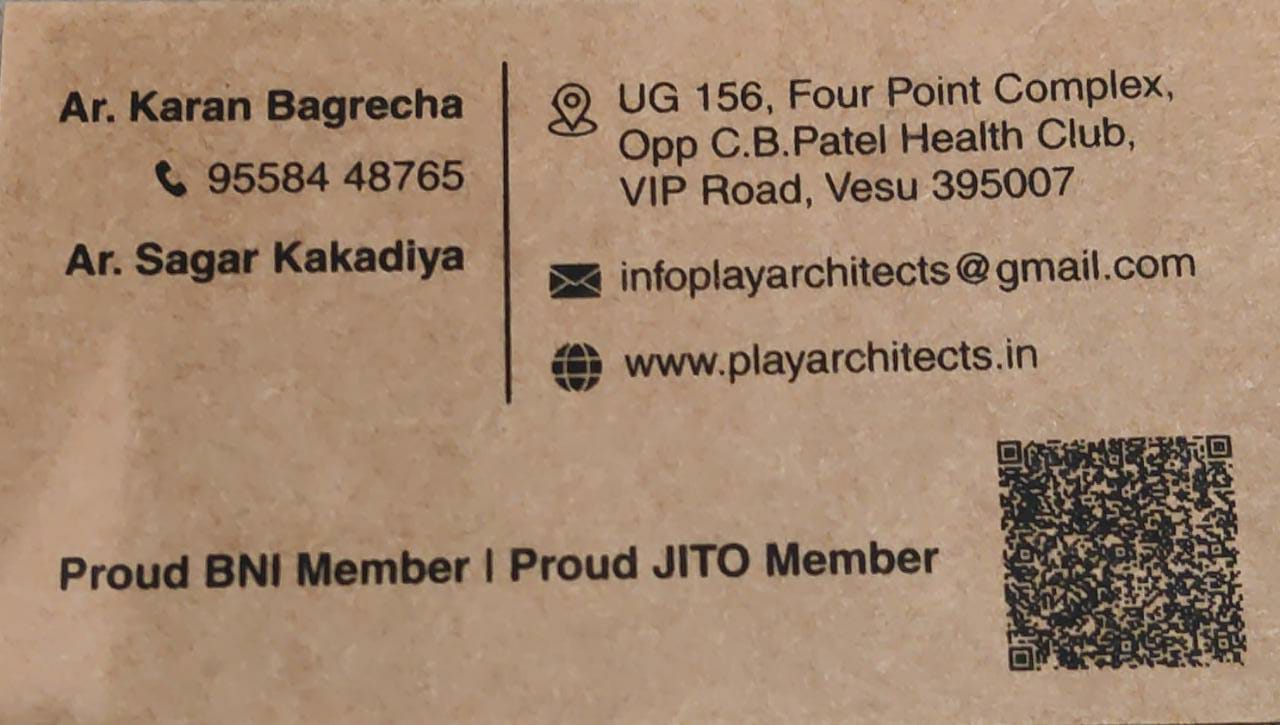 Ar. Karan Bagrecha
95584 48765
Ar. Sagar Kakadiya
UG 156, Four Point Complex,
Opp C.B.Patel Health Club,
VIP Road, Vesu 395007
infoplayarchitects@gmail.com
www.playarchitects.in
Proud BNI Member | Proud JITO Member